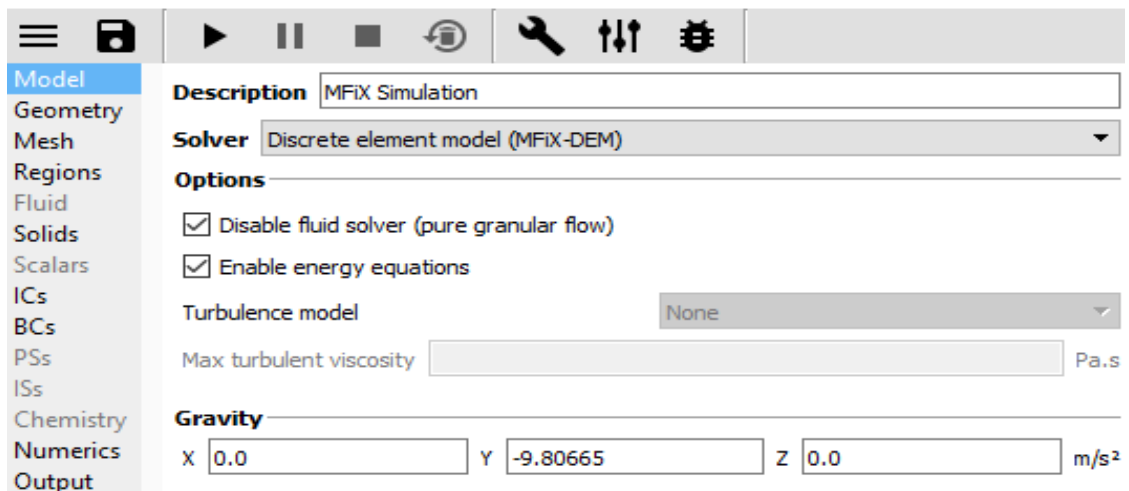 Model
Geometry
Mesh
Regions
Fluid
Solids
Scalars
ICs
BCs
PSs
ISs
Chemistry
Numerics
Output
Description MFiX Simulation
Solver Discrete element model (MFiX-DEM)
Options
Disable fluid solver (pure granular flow)
Enable energy equations
Turbulence model None
Max turbulent viscosity Pa.s
Gravity
X 0.0 Y -9.80665 Z 0.0 m/s²